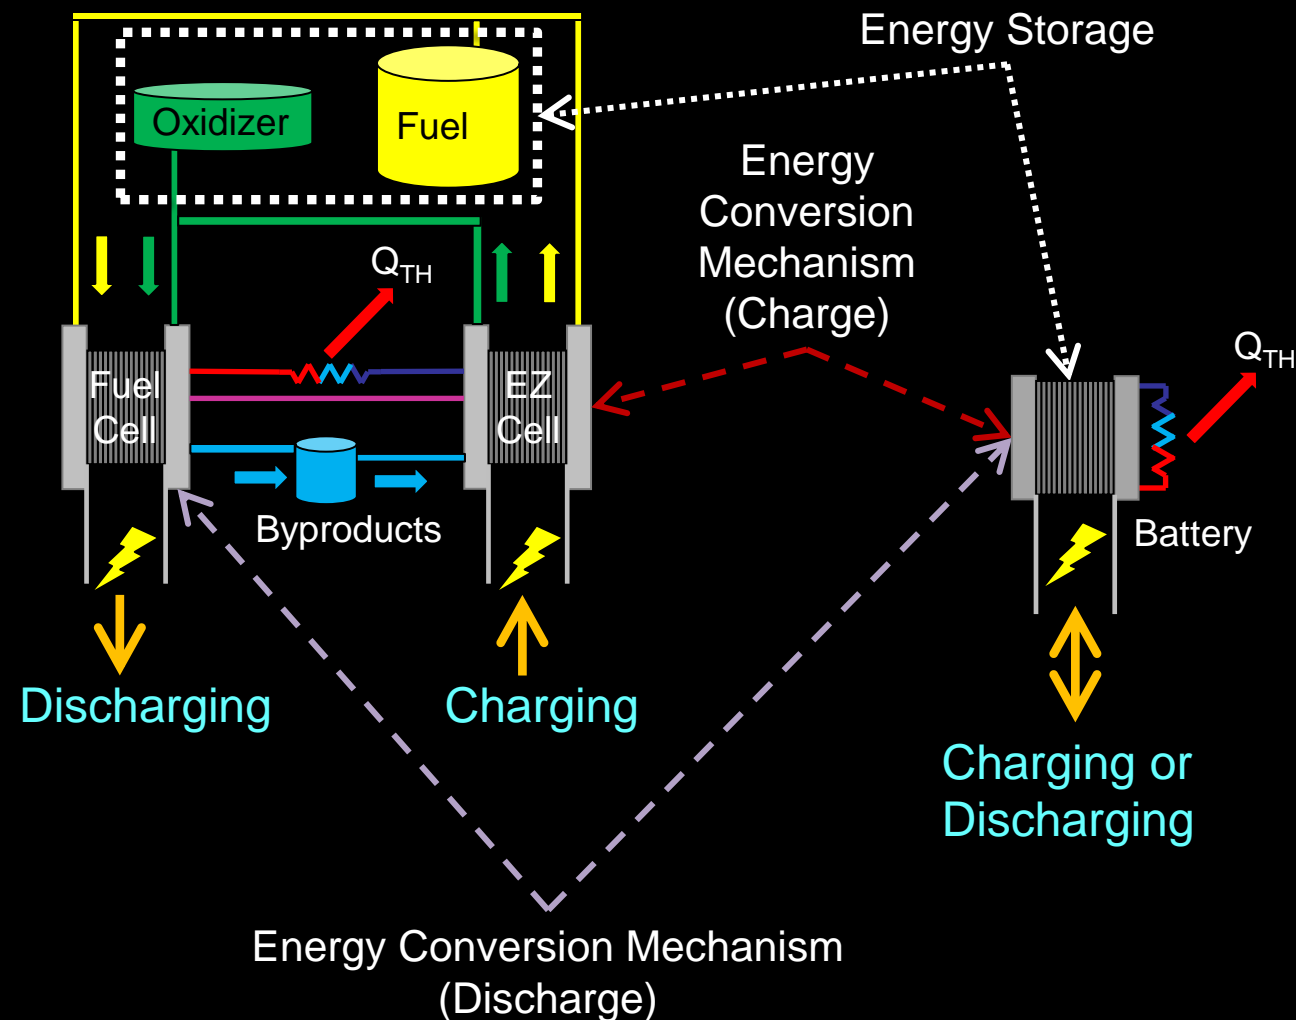 Energy Storage
Oxidizer
Fuel
Energy
Conversion
Mechanism
(Charge)
QTH
QTH
Fuel
Cell
EZ
Cell
Byproducts
Battery
Discharging
Charging
Charging or
Discharging
Energy Conversion Mechanism
(Discharge)